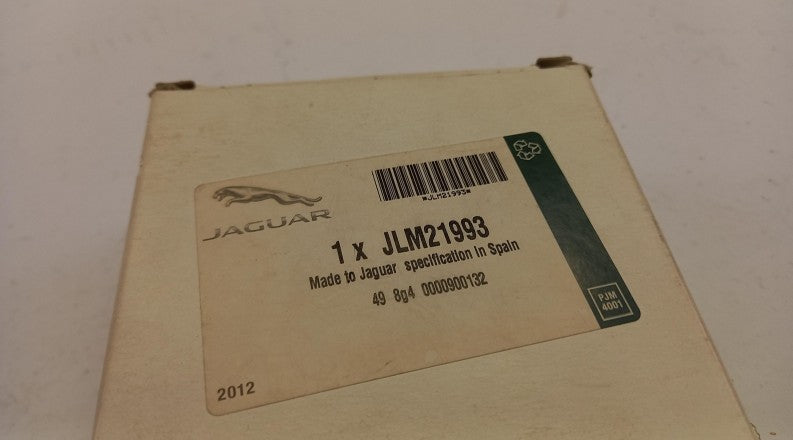 *JLM21993*
JAGUAR
1 x JLM21993
Made to Jaguar specification in Spain
49 8g4 0000900132
PJM
4001
2012